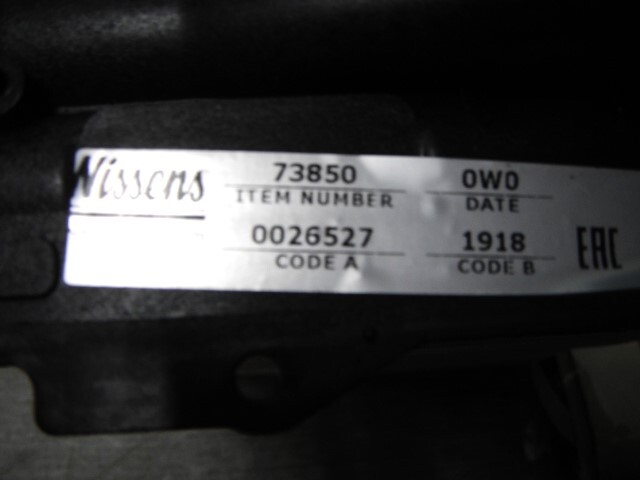 Nissens
73850 0W0
ITEM NUMBER DATE
0026527 1918
CODE A CODE B
EAC